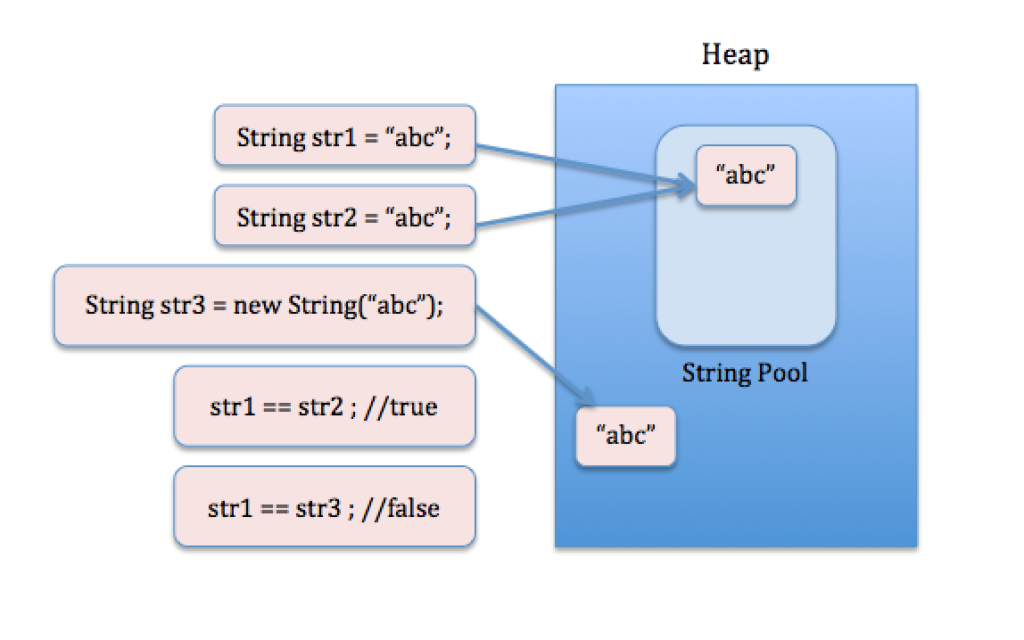 Heap
String str1 = “abc”;
“abc”
String str2 = “abc”;
String str3 = new String(“abc”);
String Pool
str1 == str2 ; //true
“abc”
str1 == str3 ; //false